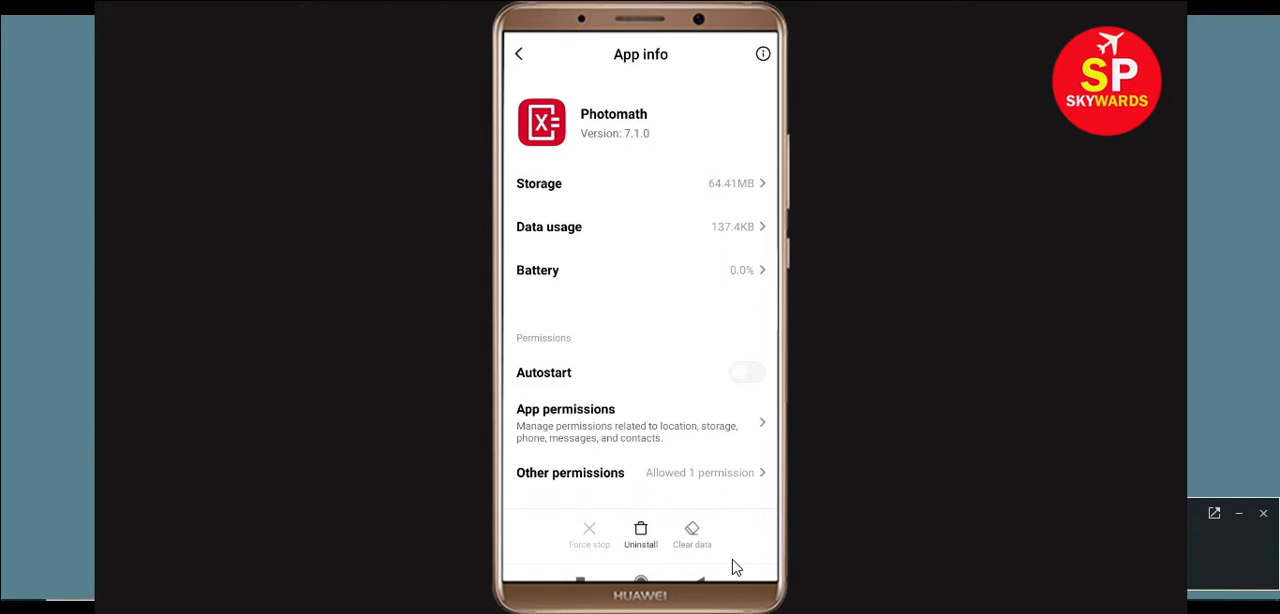 App info
Photomath
Version: 7.1.0
Storage 64.41MB
Data usage 137.4KB
Battery 0.0%
Permissions
Autostart
App permissions
Manage permissions related to location, storage,
phone, messages, and contacts.
Other permissions Allowed 1 permission
Force stop Uninstall Clear data
HUAWEI
SP
SKYWARDS